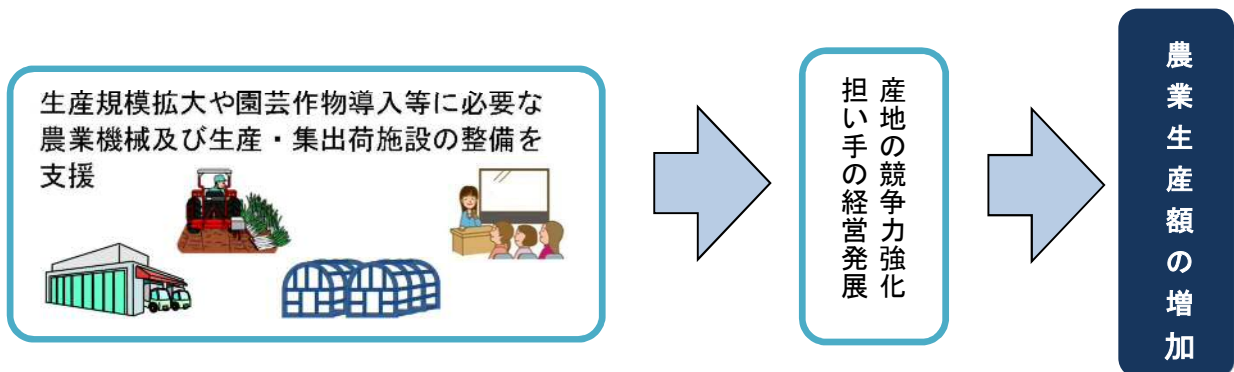 生産規模拡大や園芸作物導入等に必要な
農業機械及び生産・集出荷施設の整備を
支援
産地の競争力強化
担い手の経営発展
農業生産額の増加